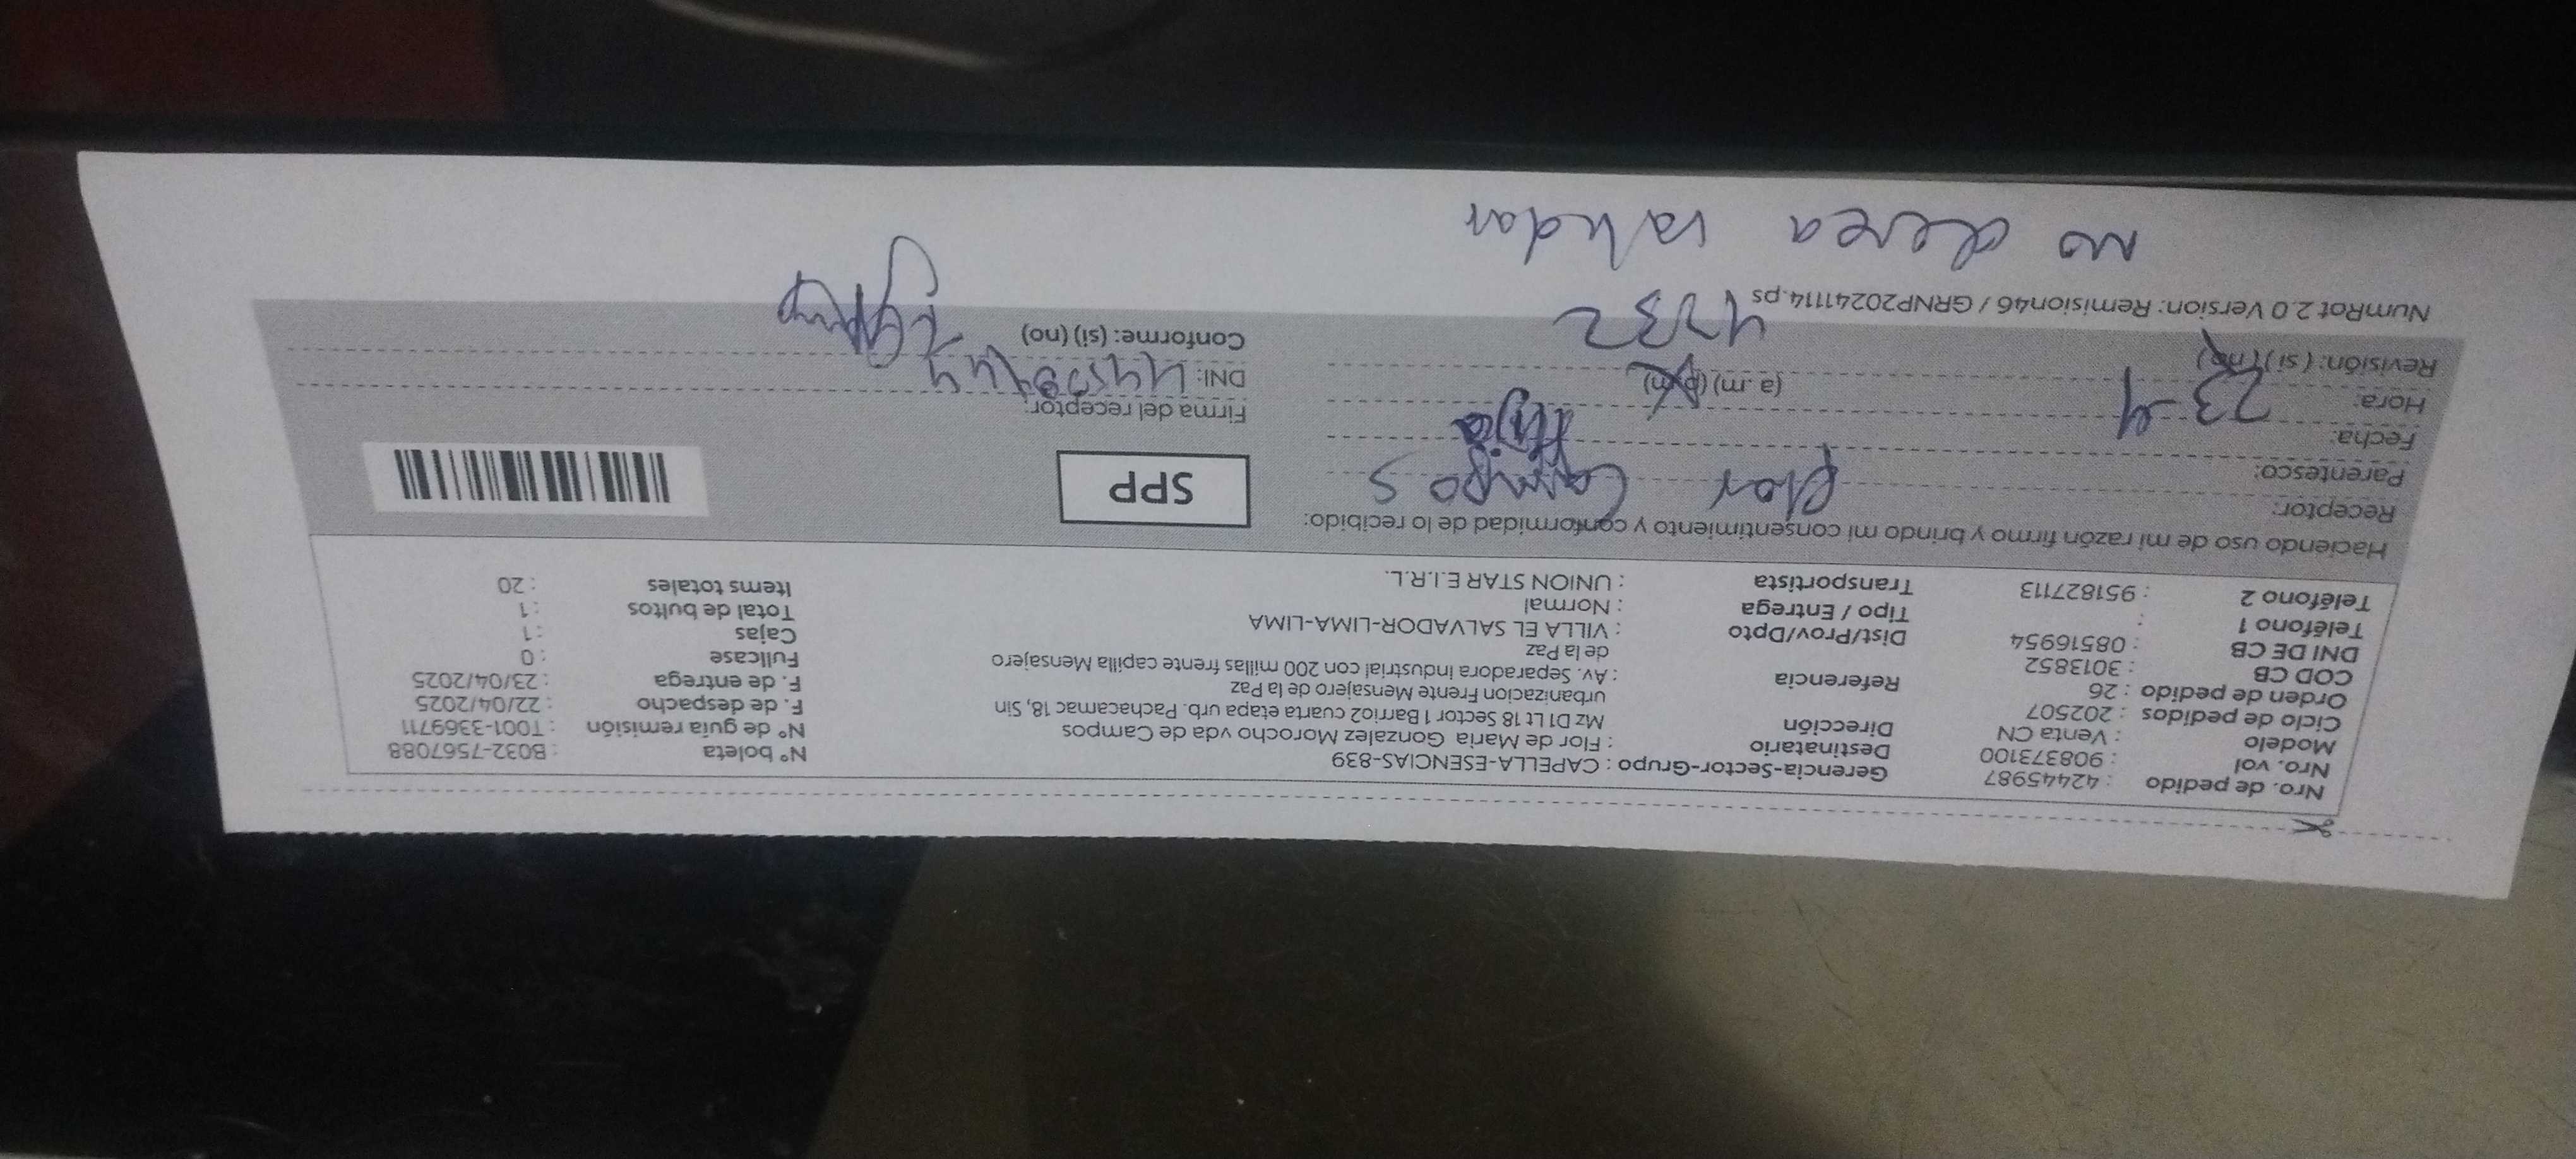 Nro. de pedido : 42445987
Nro. vol : 908373100
Modelo : Venta CN
Ciclo de pedidos : 202507
Orden de pedido : 26
COD CB : 3013852
DNI DE CB : 08516954
Teléfono 1 :
Teléfono 2 : 951827113
Gerencia-Sector-Grupo : CAPELLA-ESENCIAS-839
Destinatario : Flor de Maria Gonzalez Morocho vda de Campos
Dirección Mz D1 Lt 18 Sector 1 Barrio2 cuarta etapa urb. Pachacamac 18, Sin
urbanizacion Frente Mensajero de la Paz
Referencia : Av. Separadora Industrial con 200 millas frente capilla Mensajero
de la Paz
Dist/Prov/Dpto : VILLA EL SALVADOR-LIMA-LIMA
Tipo / Entrega : Normal
Transportista : UNION STAR E.I.R.L.
N° boleta : B032-7567088
N° de guía remisión : T001-3369711
F. de despacho : 22/04/2025
F. de entrega : 23/04/2025
Fullcase : 0
Cajas : 1
Total de bultos : 1
Items totales : 20
Haciendo uso de mi razón firmo y brindo mi consentimiento y conformidad de lo recibido:
Receptor: Flor Campos
Parentesco: Hija
Fecha: 23-4
Hora: (a.m) (p.m)
Revisión: (si) (no) 4732
SPP
Firma del receptor:
DNI:
Conforme: (si) (no)
NumRot 2.0 Version: Remision46 / GRNP20241114.ps
no desea validar